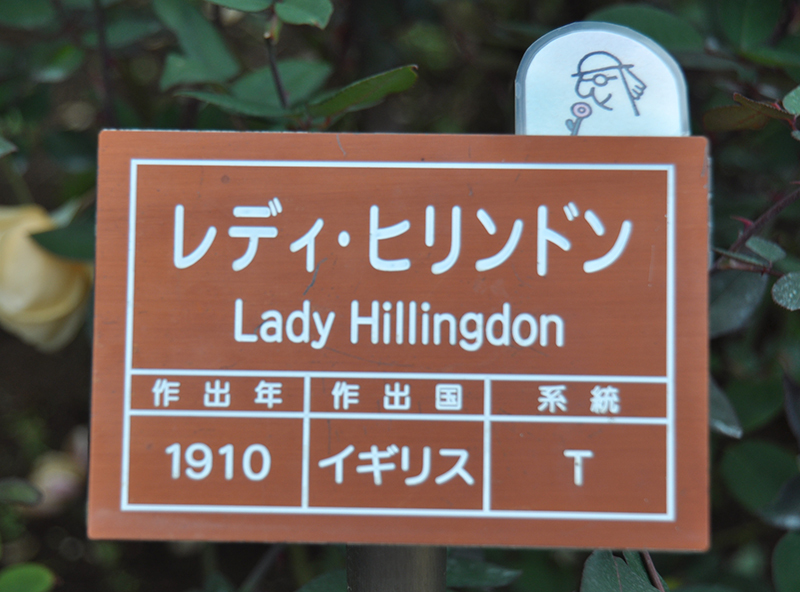 レディ・ヒリンドン
Lady Hillingdon
作出年 作出国 系統
1910 イギリス T